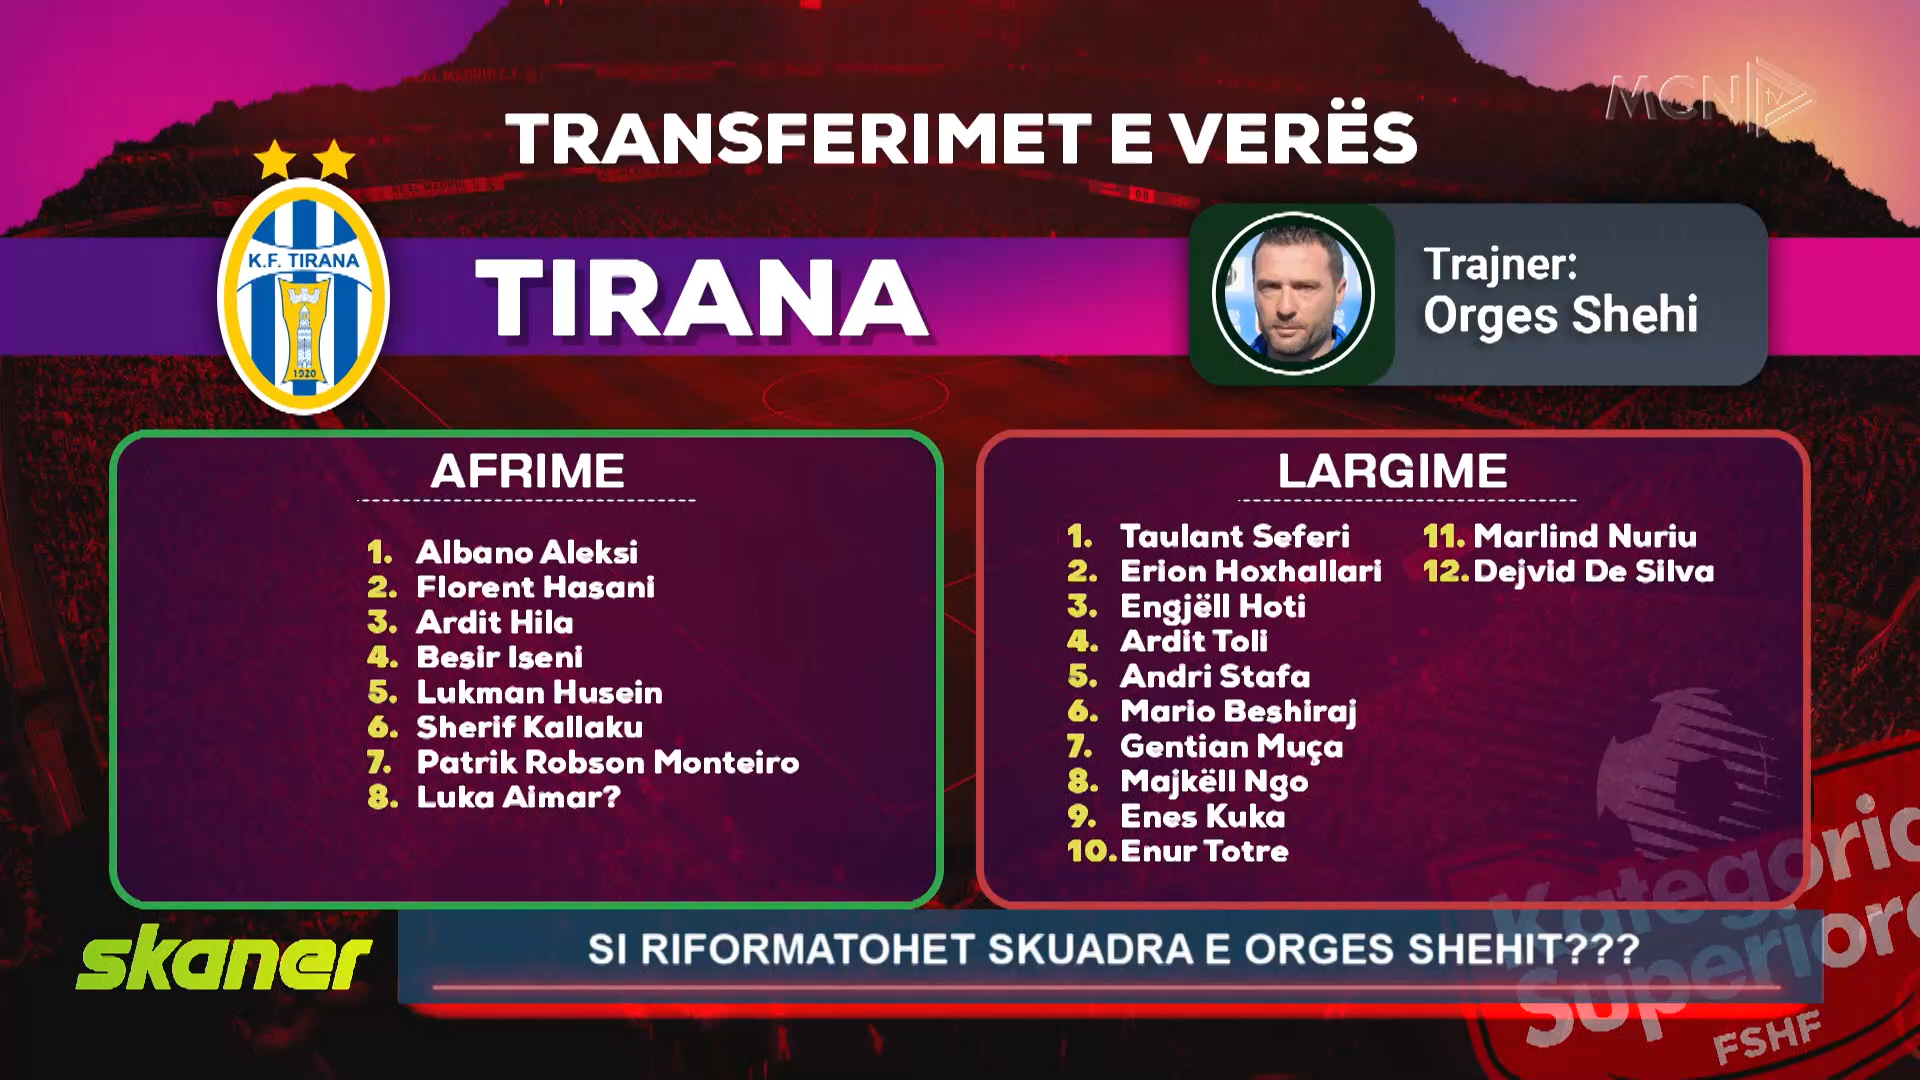 MCN TV
TRANSFERIMET E VERËS
K.F. TIRANA
1920
TIRANA
Trajner:
Orges Shehi
AFRIME
1. Albano Aleksi
2. Florent Hasani
3. Ardit Hila
4. Besir Iseni
5. Lukman Husein
6. Sherif Kallaku
7. Patrik Robson Monteiro
8. Luka Aimar?
LARGIME
1. Taulant Seferi
2. Erion Hoxhallari
3. Engjëll Hoti
4. Ardit Toli
5. Andri Stafa
6. Mario Beshiraj
7. Gentian Muça
8. Majkëll Ngo
9. Enes Kuka
10. Enur Totre
11. Marlind Nuriu
12. Dejvid De Silva
skaner
SI RIFORMATOHET SKUADRA E ORGES SHEHIT???
Kategoria
Superiore
FSHF